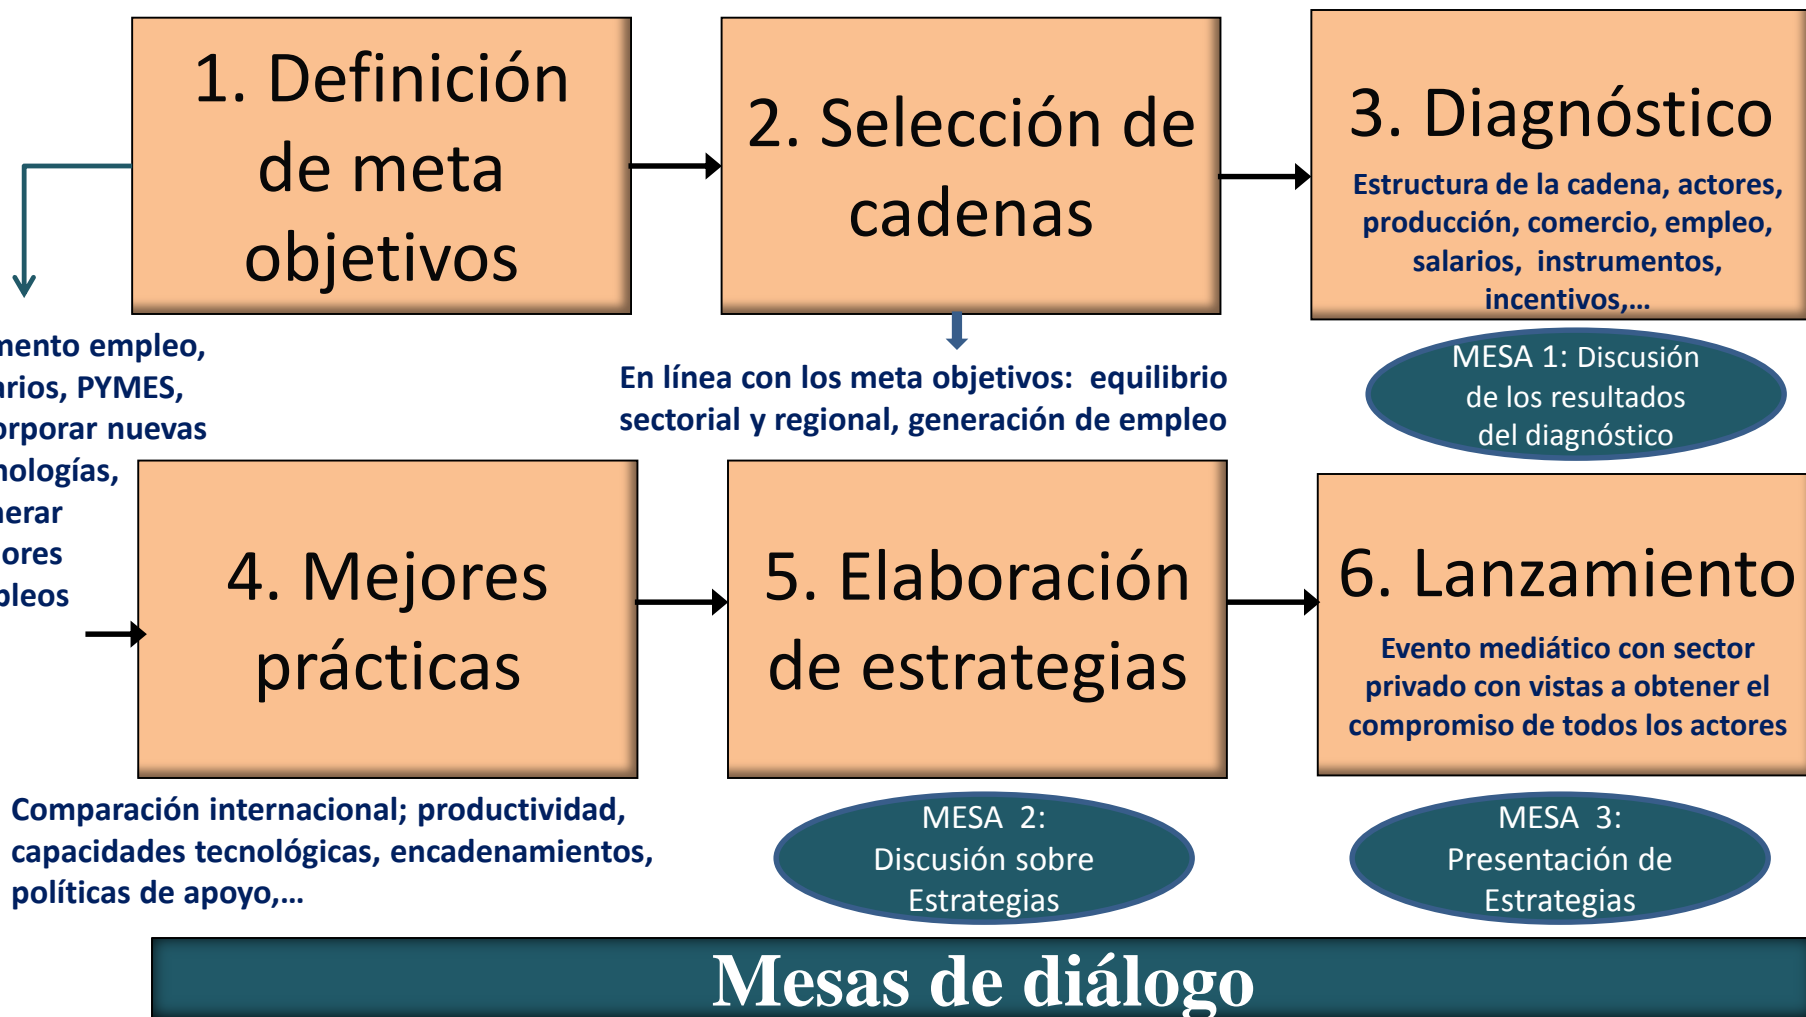 1. Definición
de meta
objetivos
2. Selección de
cadenas
3. Diagnóstico
Estructura de la cadena, actores,
producción, comercio, empleo,
salarios, instrumentos,
incentivos,...
mento empleo,
arios, PYMES,
orporar nuevas
nologías,
nerar
jores
pleos
En línea con los meta objetivos: equilibrio
sectorial y regional, generación de empleo
MESA 1: Discusión
de los resultados
del diagnóstico
4. Mejores
prácticas
5. Elaboración
de estrategias
6. Lanzamiento
Evento mediático con sector
privado con vistas a obtener el
compromiso de todos los actores
Comparación internacional; productividad,
capacidades tecnológicas, encadenamientos,
políticas de apoyo,...
MESA 2:
Discusión sobre
Estrategias
MESA 3:
Presentación de
Estrategias
Mesas de diálogo